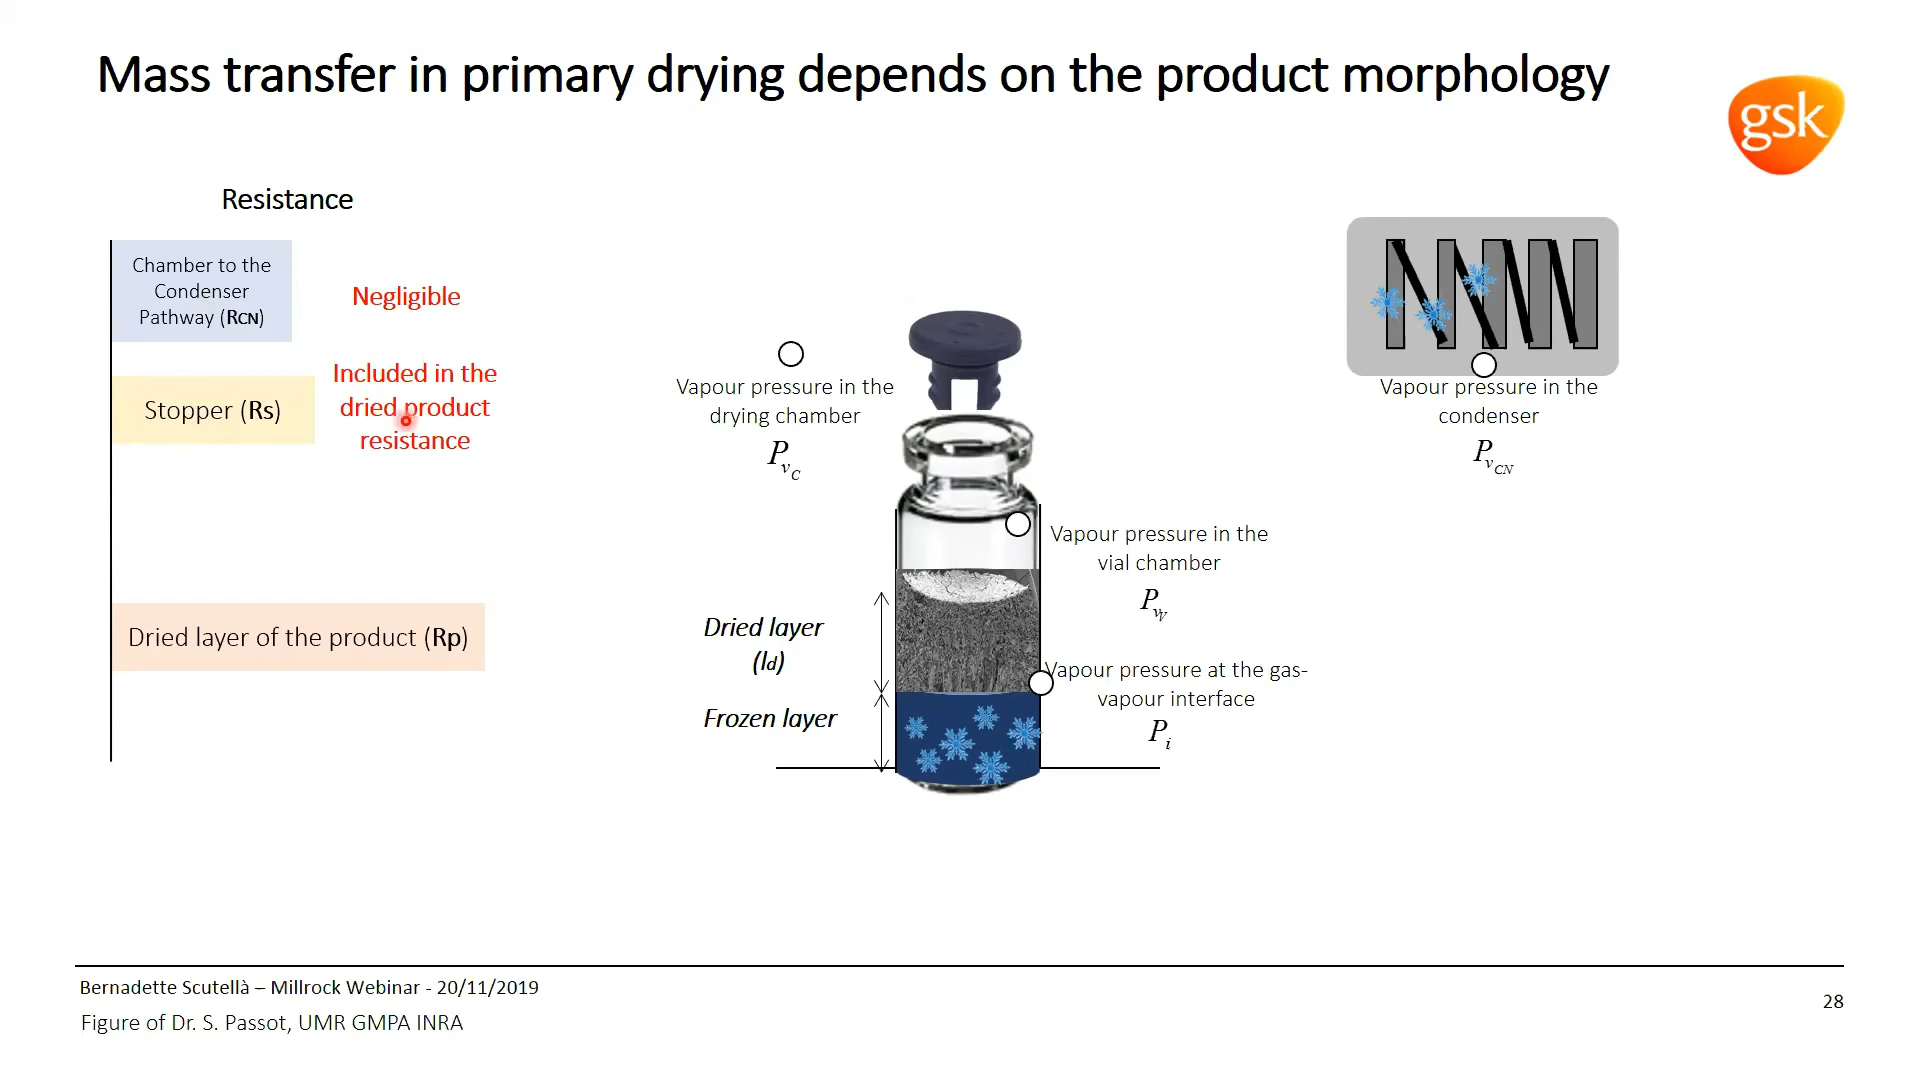 Mass transfer in primary drying depends on the product morphology
gsk
Resistance
Chamber to the
Condenser
Pathway (RCN)
Negligible
Stopper (Rs)
Included in the
dried product
resistance
Dried layer of the product (Rp)
Vapour pressure in the
drying chamber
PvC
Vapour pressure in the
condenser
PvCN
Vapour pressure in the
vial chamber
PvV
Dried layer
(ld)
Vapour pressure at the gas-
vapour interface
Pi
Frozen layer
Bernadette Scutellà – Millrock Webinar - 20/11/2019
Figure of Dr. S. Passot, UMR GMPA INRA
28